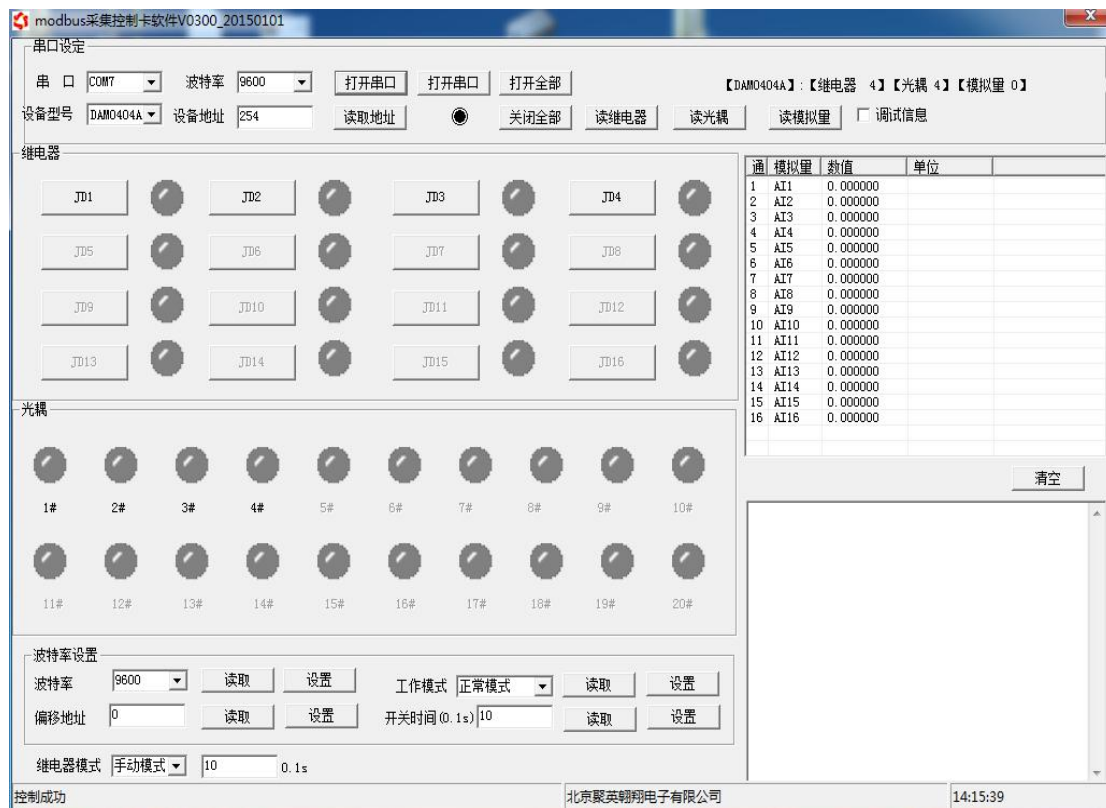 modbus采集控制卡软件V0300_20150101
串口设定
串 口 COM7 波特率 9600 打开串口 打开串口 打开全部 【DAM0404A】:【继电器 4】【光耦 4】【模拟量 0】
设备型号 DAM0404A 设备地址 254 读取地址 关闭全部 读继电器 读光耦 读模拟量 调试信息
继电器
JD1 JD2 JD3 JD4
JD5 JD6 JD7 JD8
JD9 JD10 JD11 JD12
JD13 JD14 JD15 JD16
通 模拟量 数值 单位
1 AI1 0.000000
2 AI2 0.000000
3 AI3 0.000000
4 AI4 0.000000
5 AI5 0.000000
6 AI6 0.000000
7 AI7 0.000000
8 AI8 0.000000
9 AI9 0.000000
10 AI10 0.000000
11 AI11 0.000000
12 AI12 0.000000
13 AI13 0.000000
14 AI14 0.000000
15 AI15 0.000000
16 AI16 0.000000
清空
光耦
1# 2# 3# 4# 5# 6# 7# 8# 9# 10#
11# 12# 13# 14# 15# 16# 17# 18# 19# 20#
波特率设置
波特率 9600 读取 设置 工作模式 正常模式 读取 设置
偏移地址 0 读取 设置 开关时间(0.1s) 10 读取 设置
继电器模式 手动模式 10 0.1s
控制成功 北京聚英翱翔电子有限公司 14:15:39